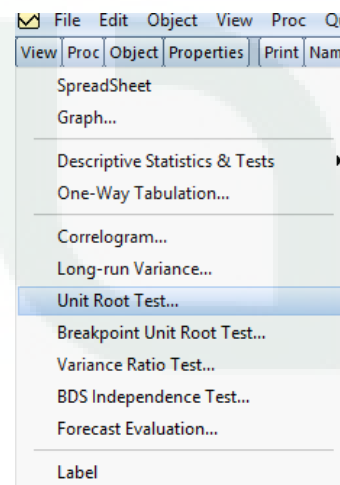 File Edit Object View Proc
View Proc Object Properties Print
SpreadSheet
Graph...
Descriptive Statistics & Tests
One-Way Tabulation...
Correlogram...
Long-run Variance...
Unit Root Test...
Breakpoint Unit Root Test...
Variance Ratio Test...
BDS Independence Test...
Forecast Evaluation...
Label